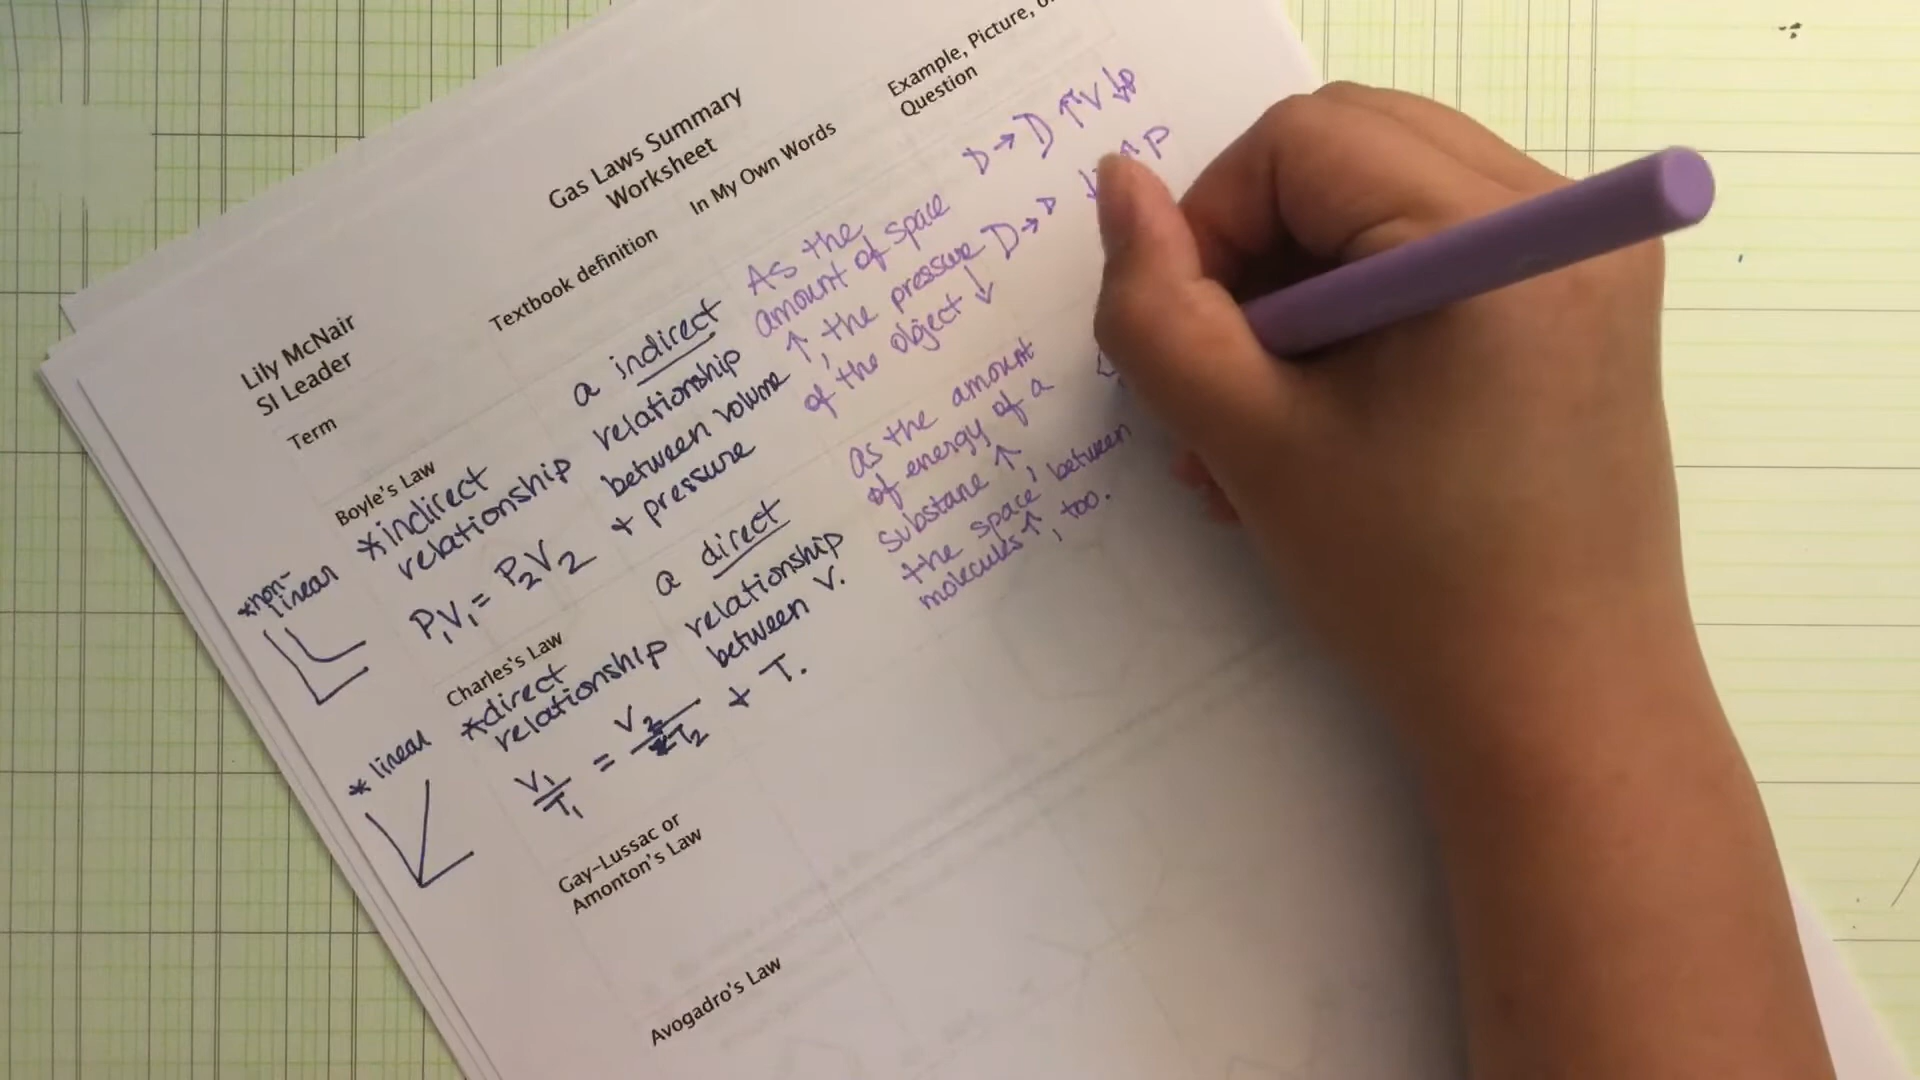 Gas Laws Summary
Worksheet
Lily McNair
SI Leader
Term
Textbook definition
In My Own Words
Example, Picture, or
Question
Boyle's Law
*indirect
relationship
P₁V₁ = P₂V₂
*non-
linear
a indirect
relationship
between volume
+ pressure
As the
amount of space
↑, the pressure
of the object ↓
D → D ↑V ↓P
D → D ↑ P
Charles's Law
*direct
relationship
V₁/T₁ = V₂/T₂
* linear
a direct
relationship
between V.
+ T.
as the amount
of energy of a
substane ↑,
the space between
molecules ↑, too.
Gay-Lussac or
Amonton's Law
Avogadro's Law